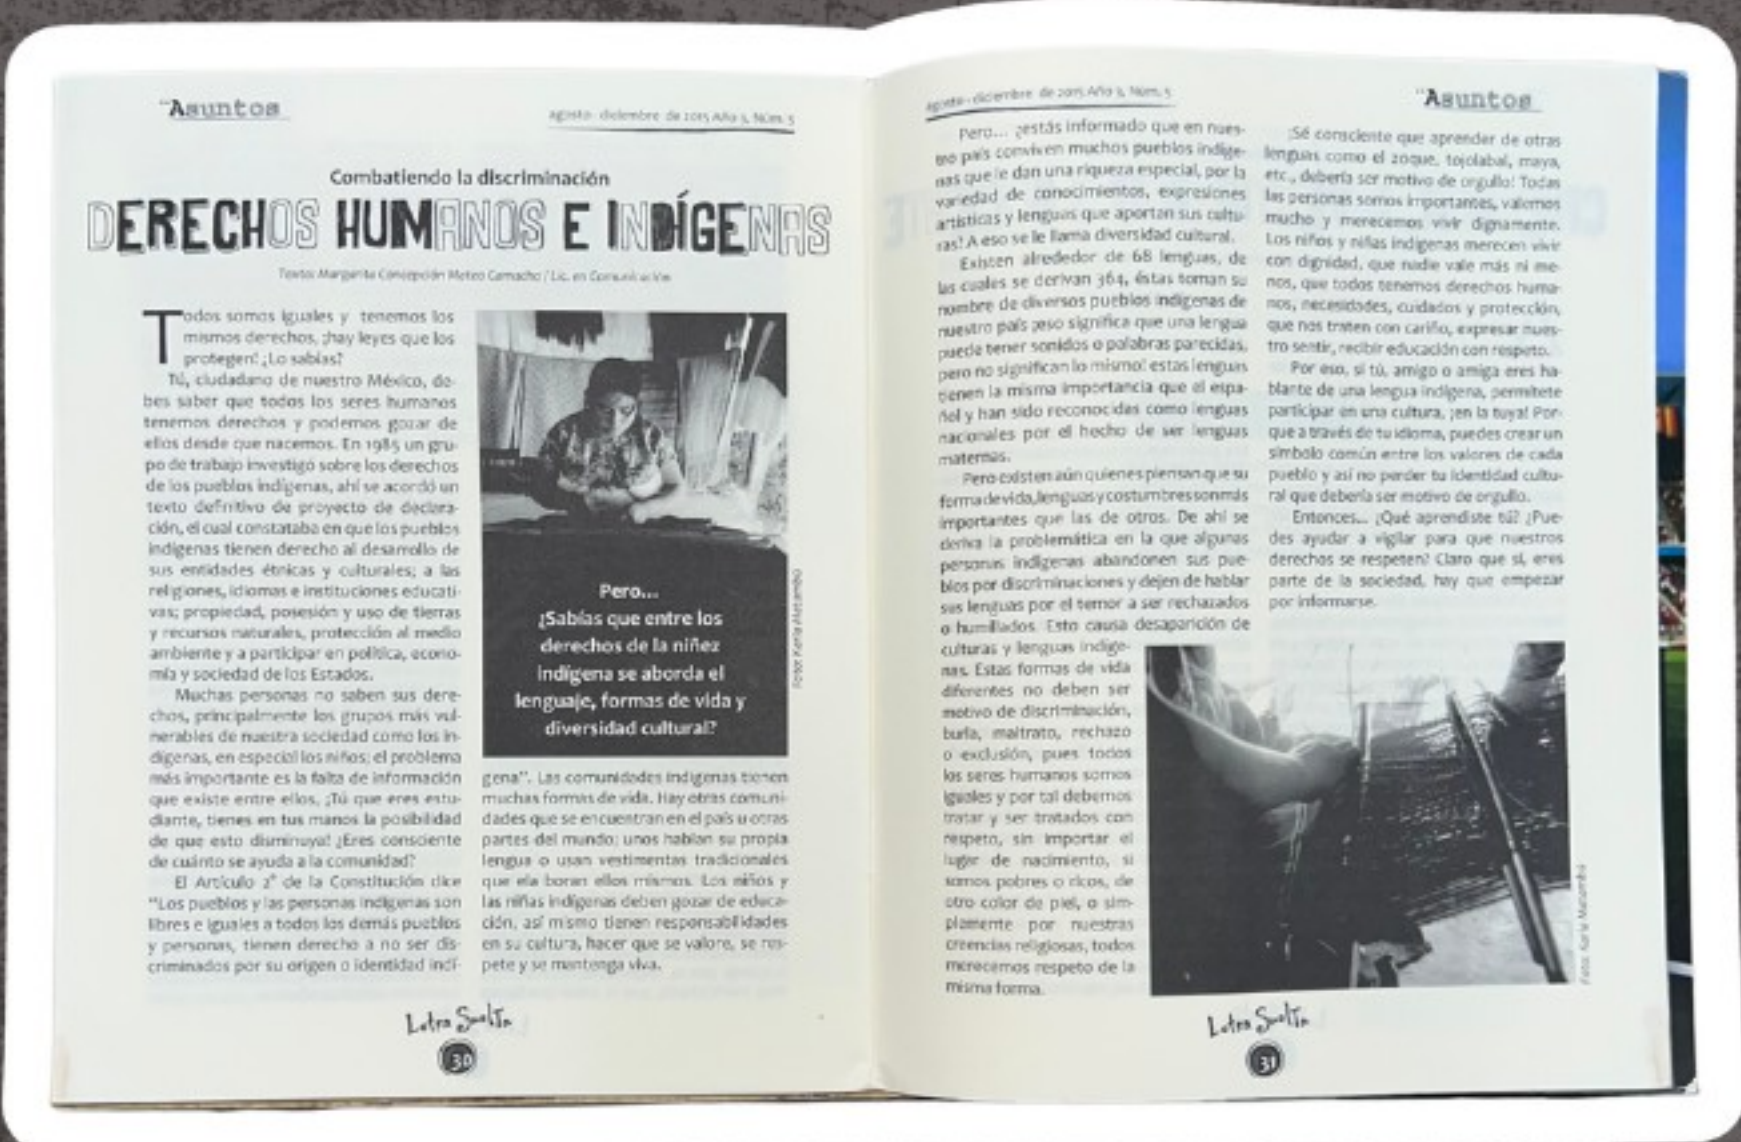 Asuntos
agosto - diciembre de 2015 Año 3, Núm. 5
Combatiendo la discriminación
DERECHOS HUMANOS E INDÍGENAS
Texto: Margarita Concepción Mateo Camacho / Lic. en Comunicación
Todos somos iguales y tenemos los
mismos derechos, ¡hay leyes que los
protegen! ¿Lo sabías?
Tú, ciudadano de nuestro México, de-
bes saber que todos los seres humanos
tenemos derechos y podemos gozar de
ellos desde que nacemos. En 1985 un gru-
po de trabajo investigó sobre los derechos
de los pueblos indígenas, ahí se acordó un
texto definitivo de proyecto de declara-
ción, el cual constataba en que los pueblos
indígenas tienen derecho al desarrollo de
sus entidades étnicas y culturales; a las
religiones, idiomas e instituciones educati-
vas; propiedad, posesión y uso de tierras
y recursos naturales, protección al medio
ambiente y a participar en política, econo-
mía y sociedad de los Estados.
Muchas personas no saben sus dere-
chos, principalmente los grupos más vul-
nerables de nuestra sociedad como los in-
dígenas, en especial los niños; el problema
más importante es la falta de información
que existe entre ellos. ¡Tú que eres estu-
diante, tienes en tus manos la posibilidad
de que esto disminuya! ¿Eres consciente
de cuánto se ayuda a la comunidad?
El Artículo 2° de la Constitución dice
“Los pueblos y las personas indígenas son
libres e iguales a todos los demás pueblos
y personas, tienen derecho a no ser dis-
criminados por su origen o identidad indí-
Pero...
¿Sabías que entre los
derechos de la niñez
indígena se aborda el
lenguaje, formas de vida y
diversidad cultural?
Foto: Karla Matambú
gena”. Las comunidades indígenas tienen
muchas formas de vida. Hay otras comuni-
dades que se encuentran en el país u otras
partes del mundo; unos hablan su propia
lengua o usan vestimentas tradicionales
que ela boran ellos mismos. Los niños y
las niñas indígenas deben gozar de educa-
ción, así mismo tienen responsabilidades
en su cultura, hacer que se valore, se res-
pete y se mantenga viva.
Letra Suelta
30
agosto - diciembre de 2015 Año 3, Núm. 5
Asuntos
Pero... ¿estás informado que en nues-
tro país conviven muchos pueblos indíge-
nas que le dan una riqueza especial, por la
variedad de conocimientos, expresiones
artísticas y lenguas que aportan sus cultu-
ras! A eso se le llama diversidad cultural.
Existen alrededor de 68 lenguas, de
las cuales se derivan 364, éstas toman su
nombre de diversos pueblos indígenas de
nuestro país ¡eso significa que una lengua
puede tener sonidos o palabras parecidas,
pero no significan lo mismo! estas lenguas
tienen la misma importancia que el espa-
ñol y han sido reconocidas como lenguas
nacionales por el hecho de ser lenguas
maternas.
Pero existen aún quienes piensan que su
forma de vida, lenguas y costumbres son más
importantes que las de otros. De ahí se
deriva la problemática en la que algunas
personas indígenas abandonen sus pue-
blos por discriminaciones y dejen de hablar
sus lenguas por el temor a ser rechazados
o humillados. Esto causa desaparición de
culturas y lenguas indíge-
nas. Estas formas de vida
diferentes no deben ser
motivo de discriminación,
burla, maltrato, rechazo
o exclusión, pues todos
los seres humanos somos
iguales y por tal debemos
tratar y ser tratados con
respeto, sin importar el
lugar de nacimiento, si
somos pobres o ricos, de
otro color de piel, o sim-
plemente por nuestras
creencias religiosas, todos
merecemos respeto de la
misma forma.
¡Sé consciente que aprender de otras
lenguas como el zoque, tojolabal, maya,
etc., debería ser motivo de orgullo! Todas
las personas somos importantes, valemos
mucho y merecemos vivir dignamente.
Los niños y niñas indígenas merecen vivir
con dignidad, que nadie vale más ni me-
nos, que todos tenemos derechos huma-
nos, necesidades, cuidados y protección,
que nos traten con cariño, expresar nues-
tro sentir, recibir educación con respeto.
Por eso, si tú, amigo o amiga eres ha-
blante de una lengua indígena, permítete
participar en una cultura, ¡en la tuya! Por-
que a través de tu idioma, puedes crear un
símbolo común entre los valores de cada
pueblo y así no perder tu identidad cultu-
ral que debería ser motivo de orgullo.
Entonces... ¿Qué aprendiste tú? ¿Pue-
des ayudar a vigilar para que nuestros
derechos se respeten? Claro que sí, eres
parte de la sociedad, hay que empezar
por informarse.
Foto: Karla Matambú
Letra Suelta
31